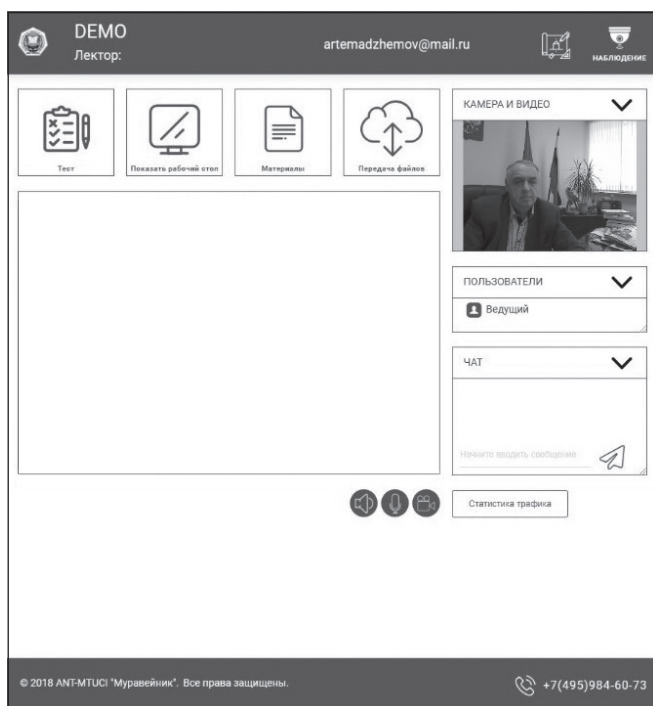 DEMO
Лектор:
artemadzhemov@mail.ru
НАБЛЮДЕНИЕ
Тест
Показать рабочий стол
Материалы
Передача файлов
КАМЕРА И ВИДЕО
ПОЛЬЗОВАТЕЛИ
Ведущий
ЧАТ
Начните вводить сообщение
Статистика трафика
© 2018 ANT-MTUCI "Муравейник". Все права защищены.
+7(495)984-60-73